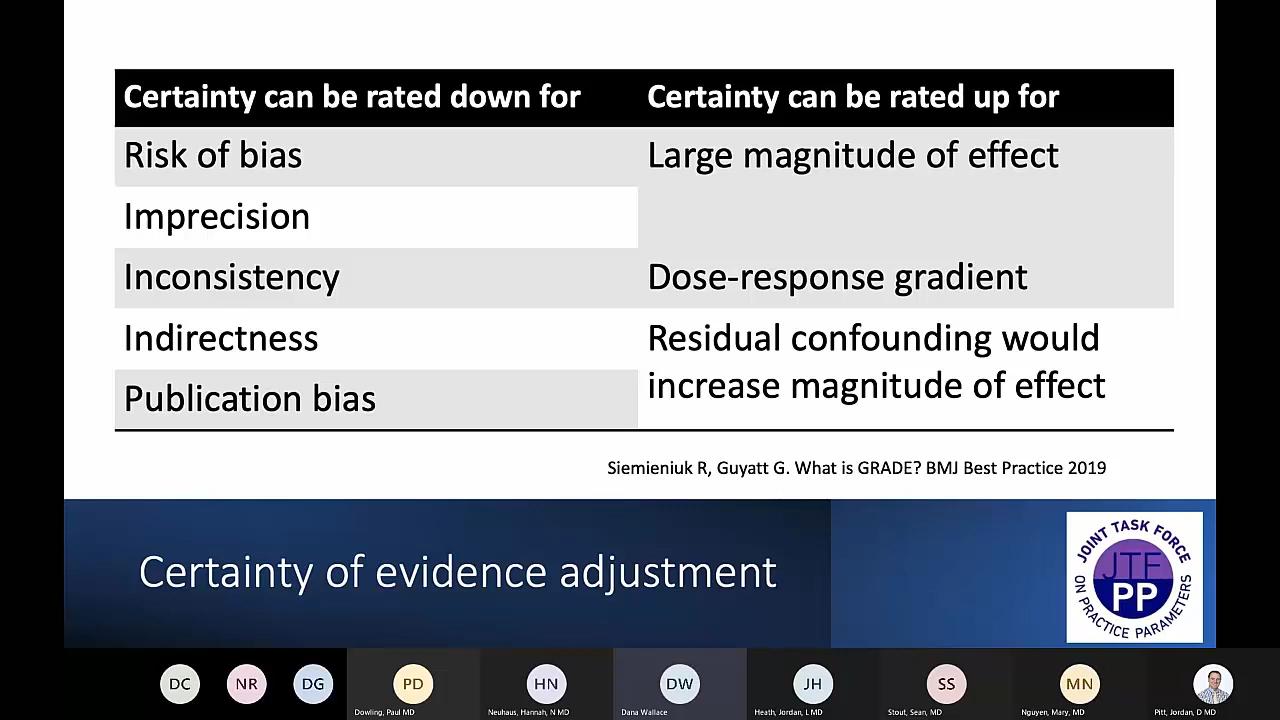 Certainty can be rated down for
Certainty can be rated up for
Risk of bias
Large magnitude of effect
Imprecision
Inconsistency
Dose-response gradient
Indirectness
Residual confounding would
increase magnitude of effect
Publication bias
Siemieniuk R, Guyatt G. What is GRADE? BMJ Best Practice 2019
Certainty of evidence adjustment
JOINT TASK FORCE
JTF
PP
ON PRACTICE PARAMETERS
DC
NR
DG
PD
HN
DW
JH
SS
MN
Dowling, Paul MD
Neuhaus, Hannah, N MD
Dana Wallace
Heath, Jordan, L MD
Stout, Sean, MD
Nguyen, Mary, MD
Pitt, Jordan, D MD